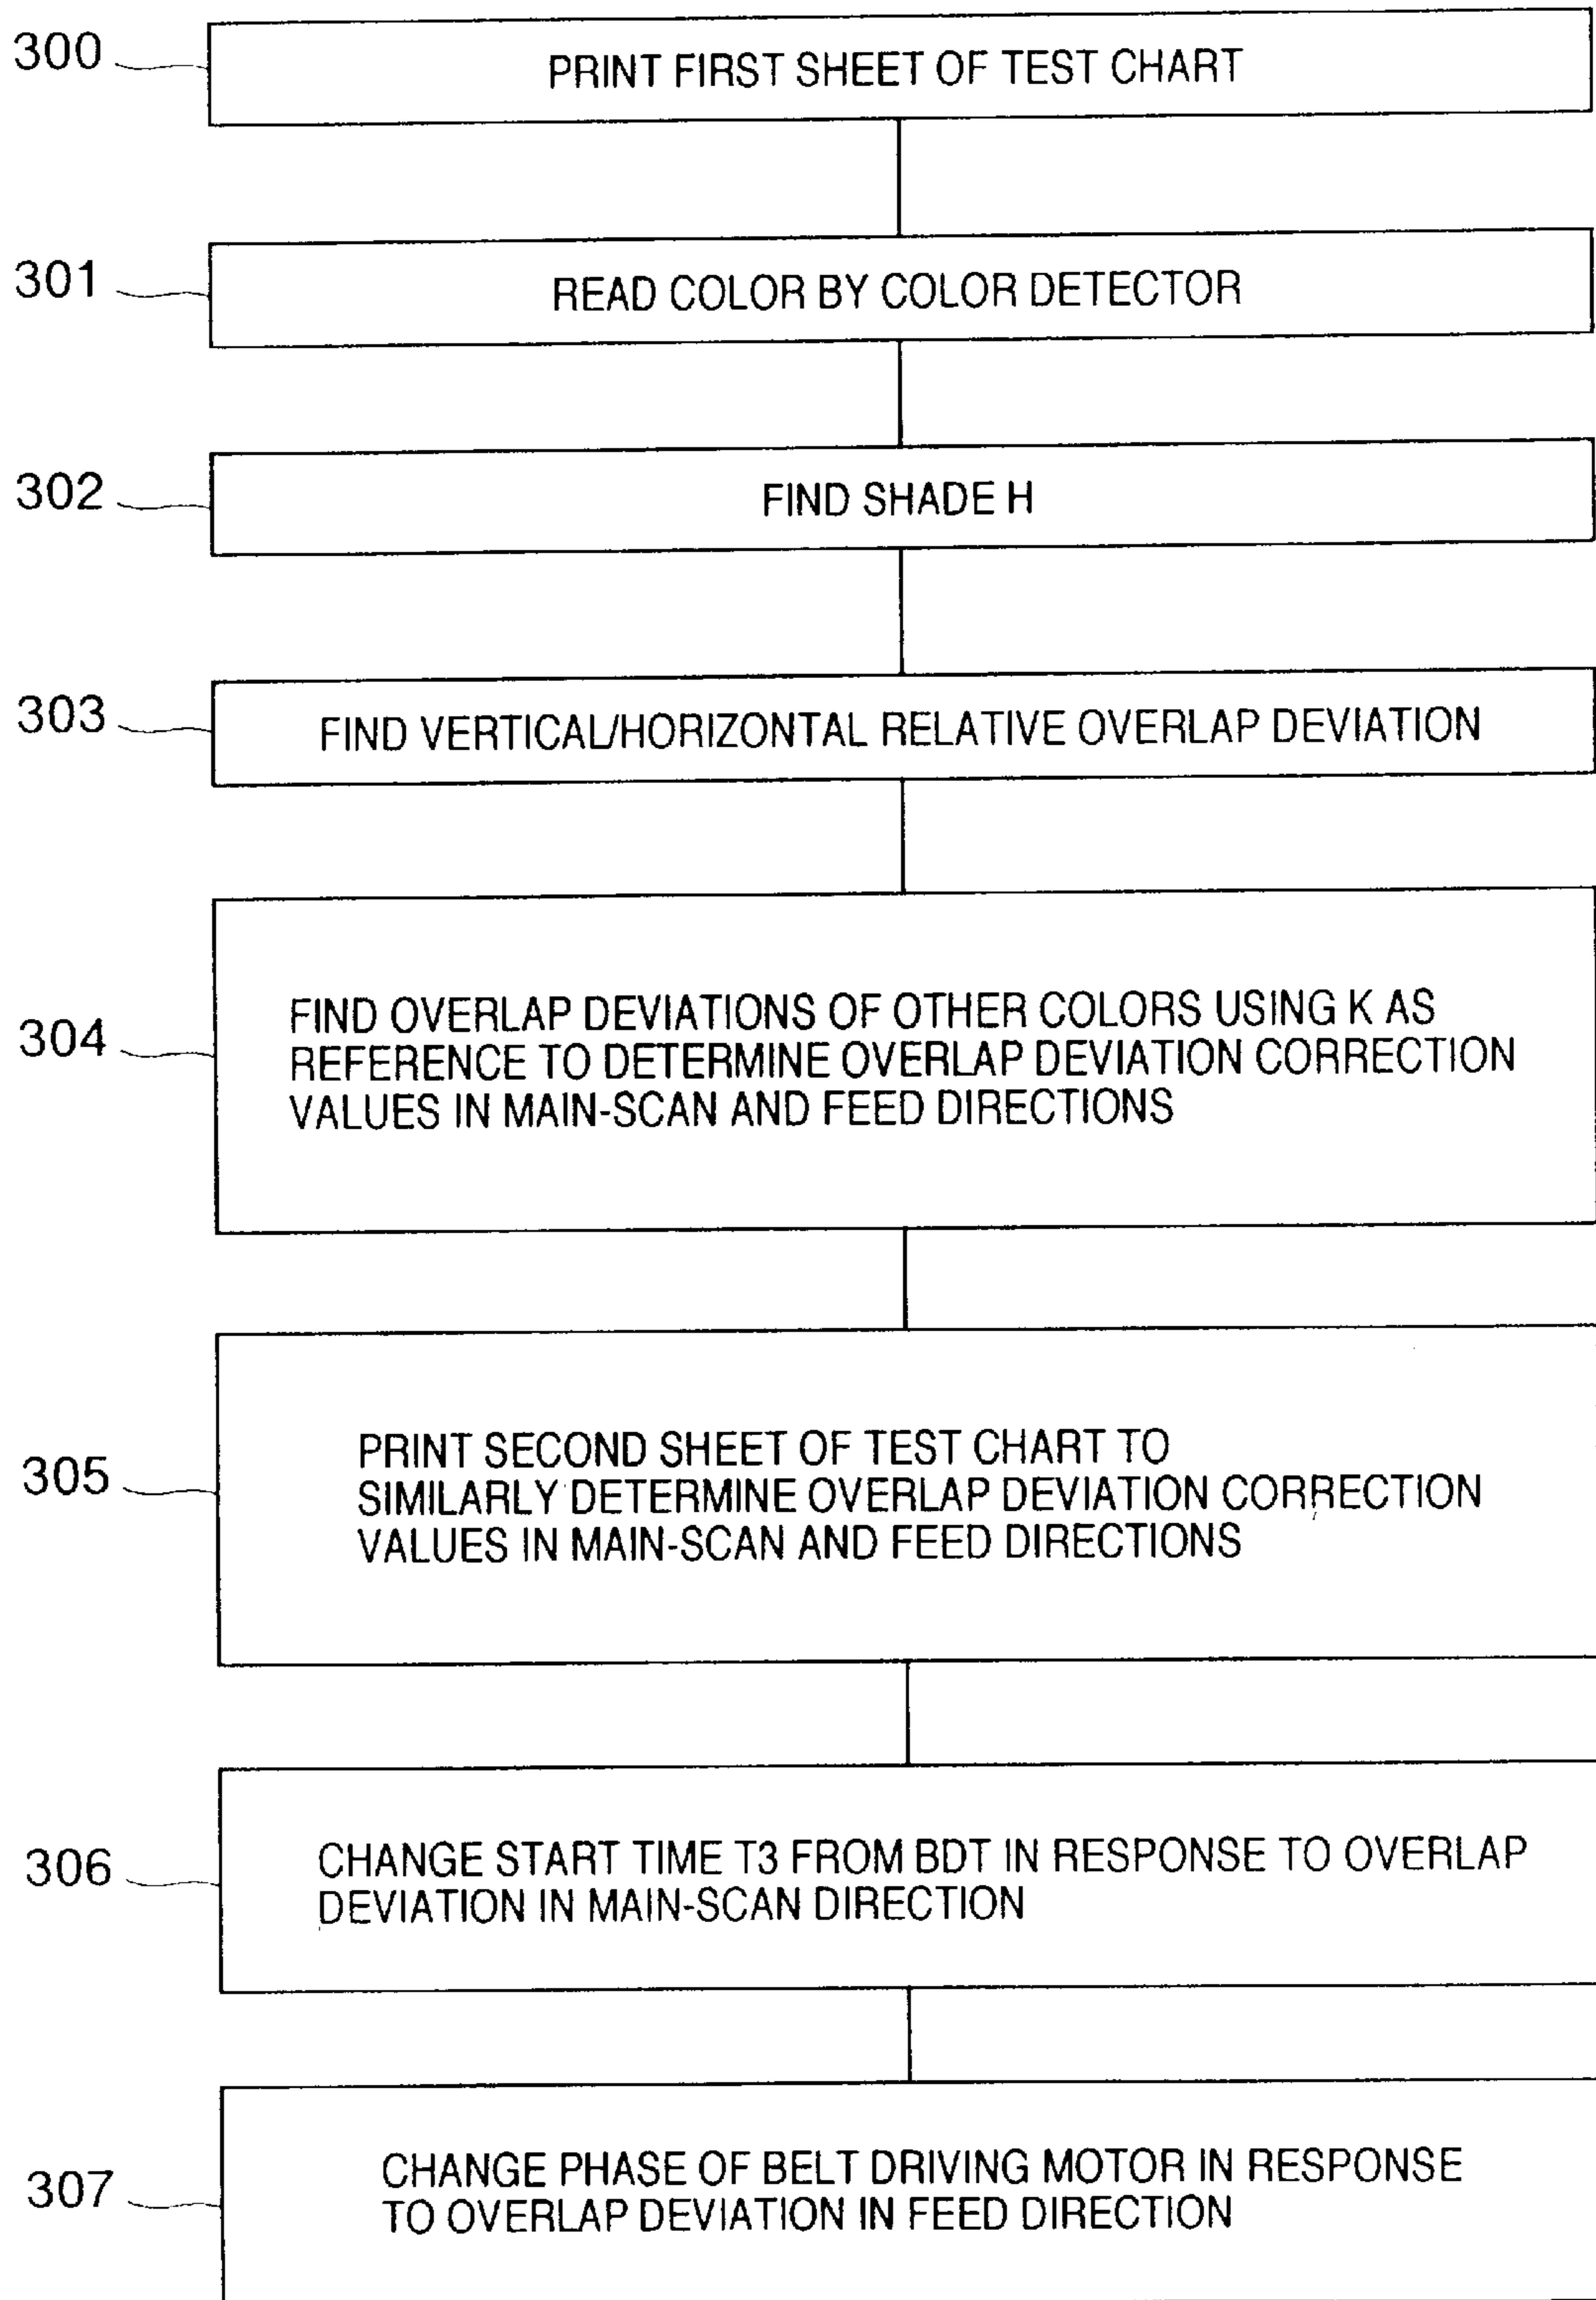 300
PRINT FIRST SHEET OF TEST CHART
301
READ COLOR BY COLOR DETECTOR
302
FIND SHADE H
303
FIND VERTICAL/HORIZONTAL RELATIVE OVERLAP DEVIATION
304
FIND OVERLAP DEVIATIONS OF OTHER COLORS USING K AS
REFERENCE TO DETERMINE OVERLAP DEVIATION CORRECTION
VALUES IN MAIN-SCAN AND FEED DIRECTIONS
305
PRINT SECOND SHEET OF TEST CHART TO
SIMILARLY DETERMINE OVERLAP DEVIATION CORRECTION
VALUES IN MAIN-SCAN AND FEED DIRECTIONS
306
CHANGE START TIME T3 FROM BDT IN RESPONSE TO OVERLAP
DEVIATION IN MAIN-SCAN DIRECTION
307
CHANGE PHASE OF BELT DRIVING MOTOR IN RESPONSE
TO OVERLAP DEVIATION IN FEED DIRECTION